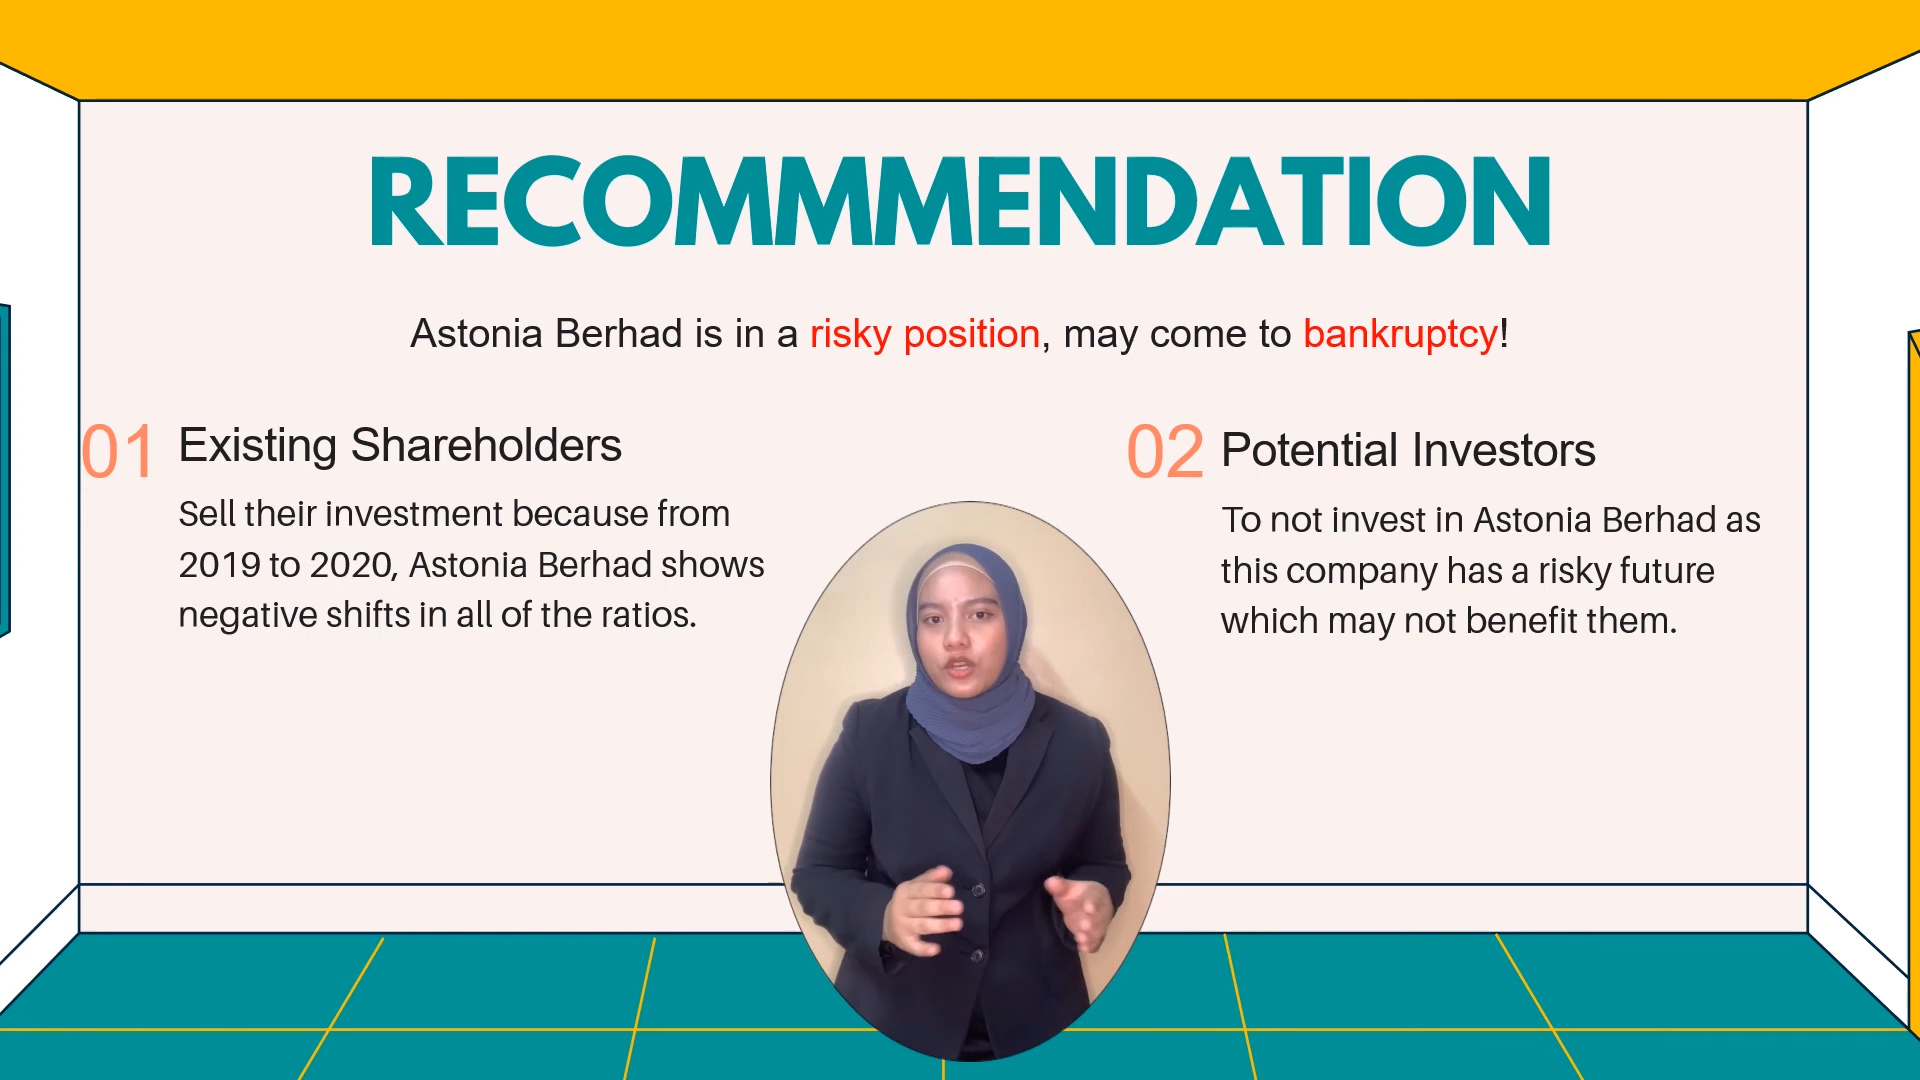 RECOMMMENDATION
Astonia Berhad is in a risky position, may come to bankruptcy!
01 Existing Shareholders
Sell their investment because from
2019 to 2020, Astonia Berhad shows
negative shifts in all of the ratios.
02 Potential Investors
To not invest in Astonia Berhad as
this company has a risky future
which may not benefit them.